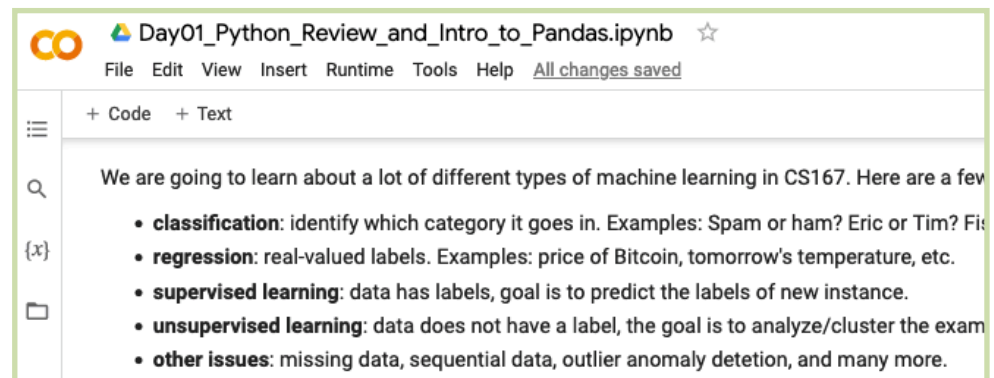 Day01_Python_Review_and_Intro_to_Pandas.ipynb
File Edit View Insert Runtime Tools Help All changes saved
+ Code + Text
We are going to learn about a lot of different types of machine learning in CS167. Here are a few
• classification: identify which category it goes in. Examples: Spam or ham? Eric or Tim?
{x}
• regression: real-valued labels. Examples: price of Bitcoin, tomorrow's temperature, etc.
• supervised learning: data has labels, goal is to predict the labels of new instance.
• unsupervised learning: data does not have a label, the goal is to analyze/cluster the
• other issues: missing data, sequential data, outlier anomaly detetion, and many more.